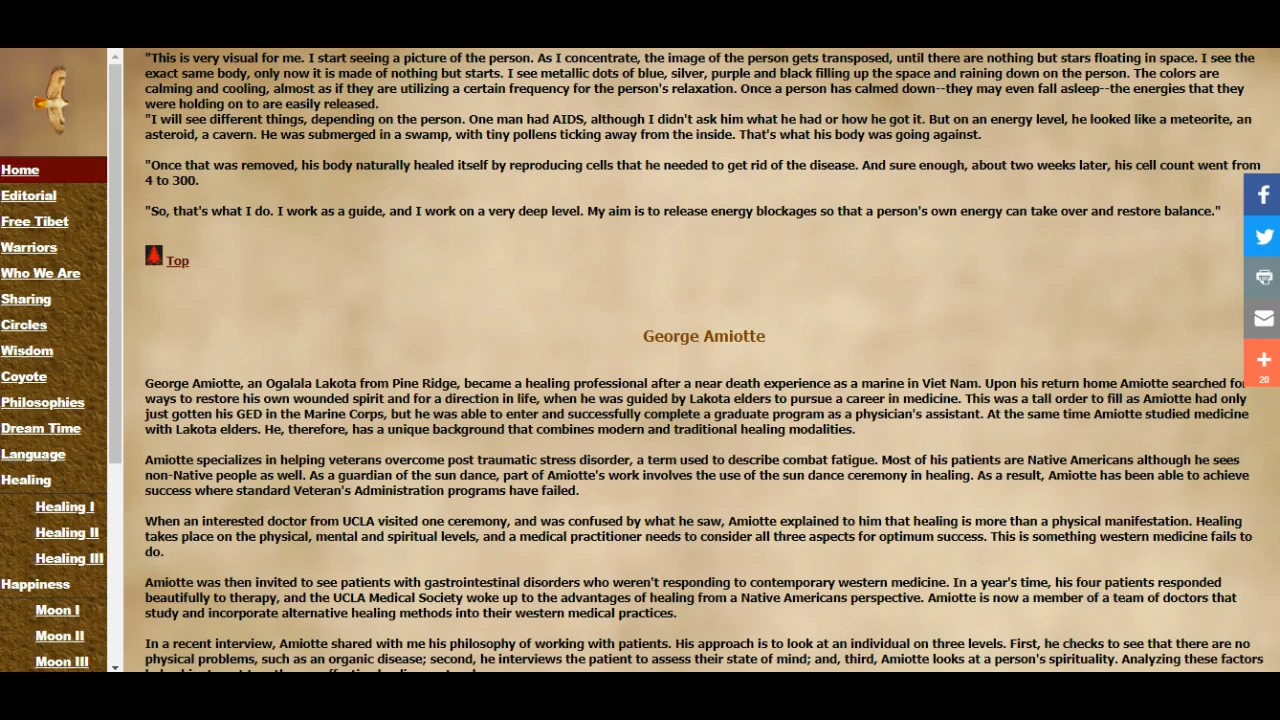 "This is very visual for me. I start seeing a picture of the person. As I concentrate, the image of the person gets transposed, until there are nothing but stars floating in space. I see the
exact same body, only now it is made of nothing but starts. I see metallic dots of blue, silver, purple and black filling up the space and raining down on the person. The colors are
calming and cooling, almost as if they are utilizing a certain frequency for the person's relaxation. Once a person has calmed down--they may even fall asleep--the energies that they
were holding on to are easily released.
"I will see different things, depending on the person. One man had AIDS, although I didn't ask him what he had or how he got it. But on an energy level, he looked like a meteorite, an
asteroid, a cavern. He was submerged in a swamp, with tiny pollens ticking away from the inside. That's what his body was going against.
"Once that was removed, his body naturally healed itself by reproducing cells that he needed to get rid of the disease. And sure enough, about two weeks later, his cell count went from
4 to 300.
"So, that's what I do. I work as a guide, and I work on a very deep level. My aim is to release energy blockages so that a person's own energy can take over and restore balance."
Top
George Amiotte
George Amiotte, an Ogalala Lakota from Pine Ridge, became a healing professional after a near death experience as a marine in Viet Nam. Upon his return home Amiotte searched for
ways to restore his own wounded spirit and for a direction in life, when he was guided by Lakota elders to pursue a career in medicine. This was a tall order to fill as Amiotte had only
just gotten his GED in the Marine Corps, but he was able to enter and successfully complete a graduate program as a physician's assistant. At the same time Amiotte studied medicine
with Lakota elders. He, therefore, has a unique background that combines modern and traditional healing modalities.
Amiotte specializes in helping veterans overcome post traumatic stress disorder, a term used to describe combat fatigue. Most of his patients are Native Americans although he sees
non-Native people as well. As a guardian of the sun dance, part of Amiotte's work involves the use of the sun dance ceremony in healing. As a result, Amiotte has been able to achieve
success where standard Veteran's Administration programs have failed.
When an interested doctor from UCLA visited one ceremony, and was confused by what he saw, Amiotte explained to him that healing is more than a physical manifestation. Healing
takes place on the physical, mental and spiritual levels, and a medical practitioner needs to consider all three aspects for optimum success. This is something western medicine fails to
do.
Amiotte was then invited to see patients with gastrointestinal disorders who weren't responding to contemporary western medicine. In a year's time, his four patients responded
beautifully to therapy, and the UCLA Medical Society woke up to the advantages of healing from a Native Americans perspective. Amiotte is now a member of a team of doctors that
study and incorporate alternative healing methods into their western medical practices.
In a recent interview, Amiotte shared with me his philosophy of working with patients. His approach is to look at an individual on three levels. First, he checks to see that there are no
physical problems, such as an organic disease; second, he interviews the patient to assess their state of mind; and, third, Amiotte looks at a person's spirituality. Analyzing these factors
Home
Editorial
Free Tibet
Warriors
Who We Are
Sharing
Circles
Wisdom
Coyote
Philosophies
Dream Time
Language
Healing
Healing I
Healing II
Healing III
Happiness
Moon I
Moon II
Moon III
20